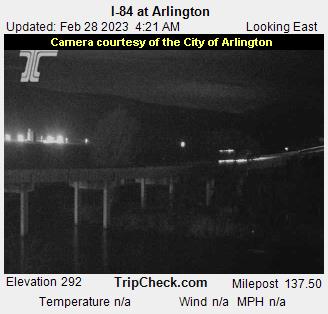 I-84 at Arlington
Updated: Feb 28 2023 4:21 AM Looking East
Camera courtesy of the City of Arlington
Elevation 292 TripCheck.com Milepost 137.50
Temperature n/a Wind n/a MPH n/a